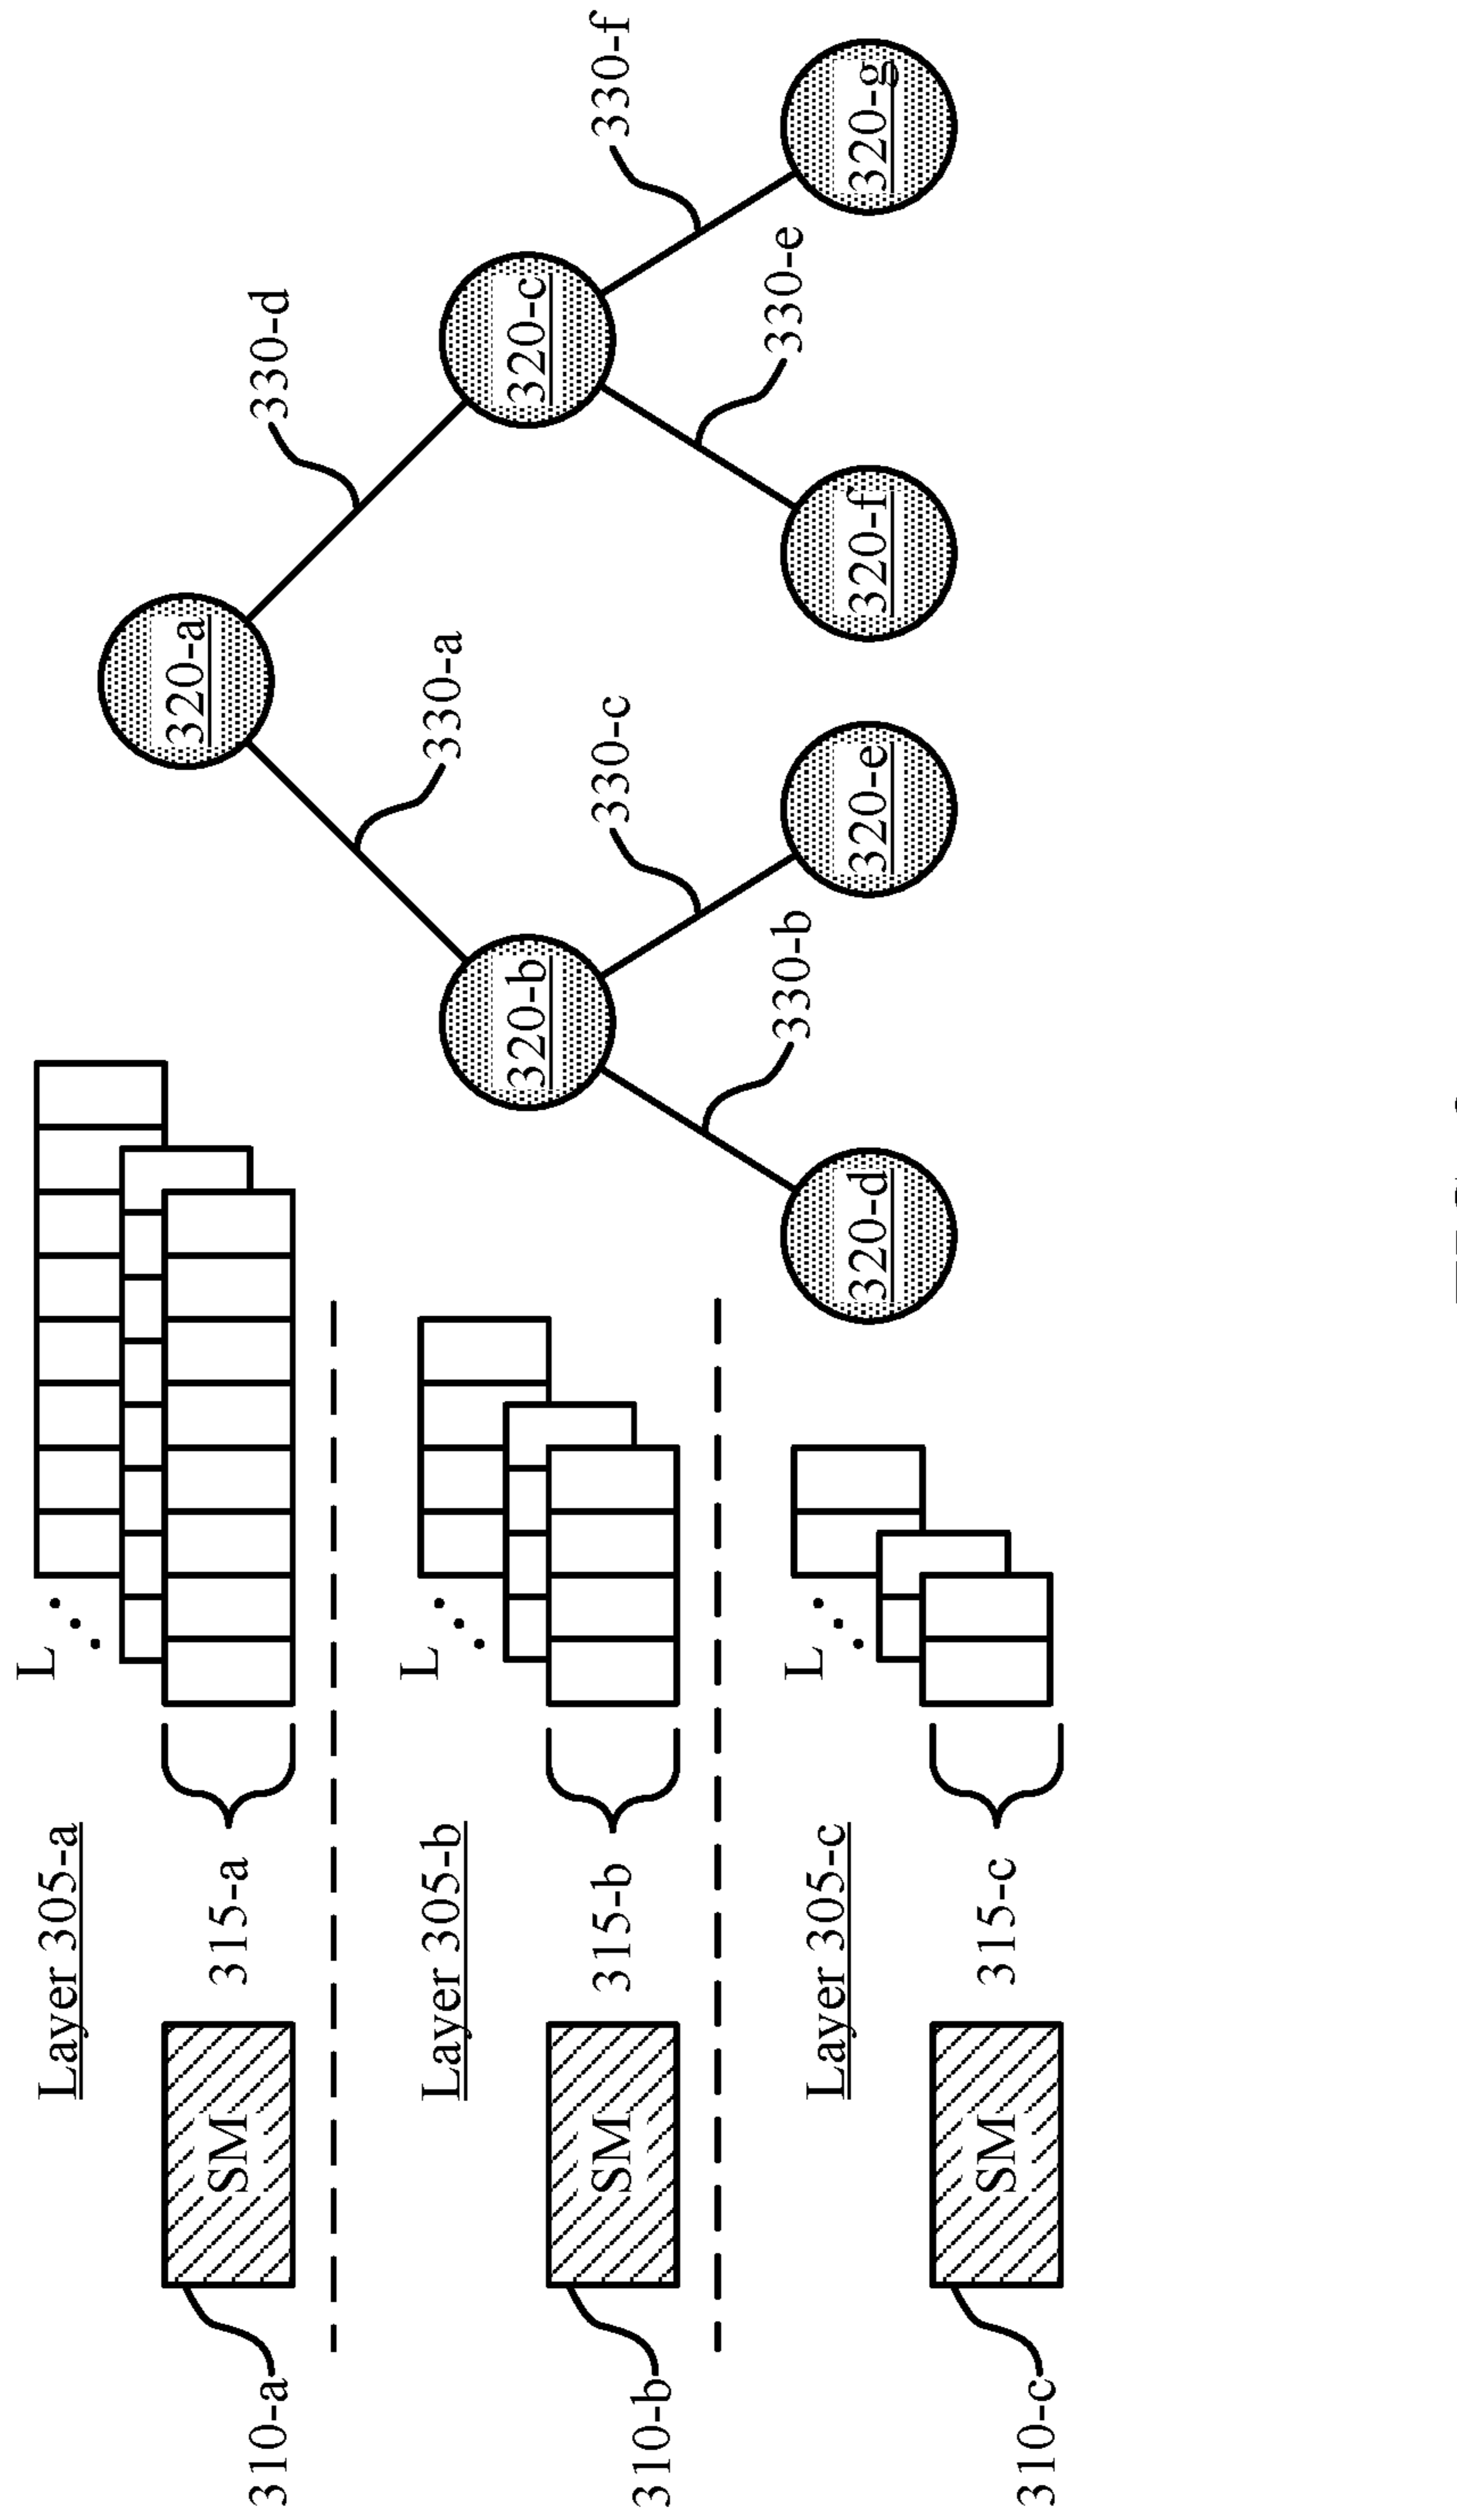 Layer 305-a
L
310-a
SM
315-a
320-a
330-d
330-a
Layer 305-b
L
310-b
SM
315-b
320-b
320-c
330-c
330-f
330-b
330-e
Layer 305-c
L
310-c
SM
315-c
320-d
320-e
320-f
320-g